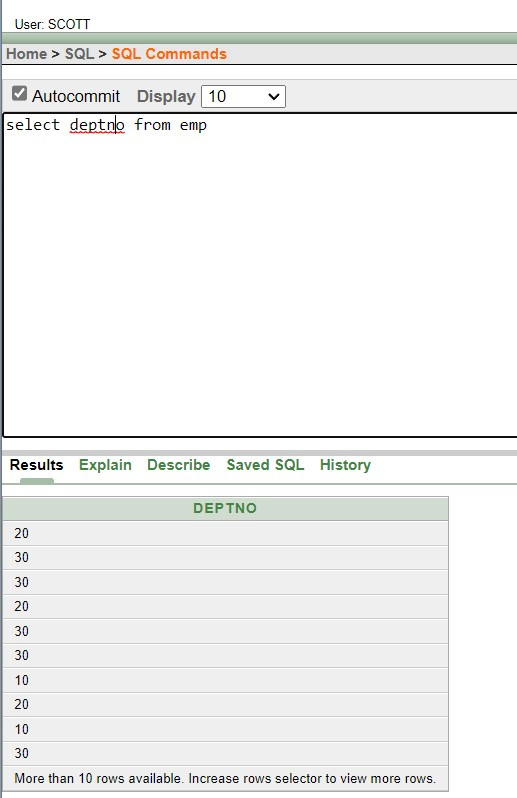 User: SCOTT
Home > SQL > SQL Commands
Autocommit Display 10
select deptno from emp
Results Explain Describe Saved SQL History
DEPTNO
20
30
30
20
30
30
10
20
10
30
More than 10 rows available. Increase rows selector to view more rows.